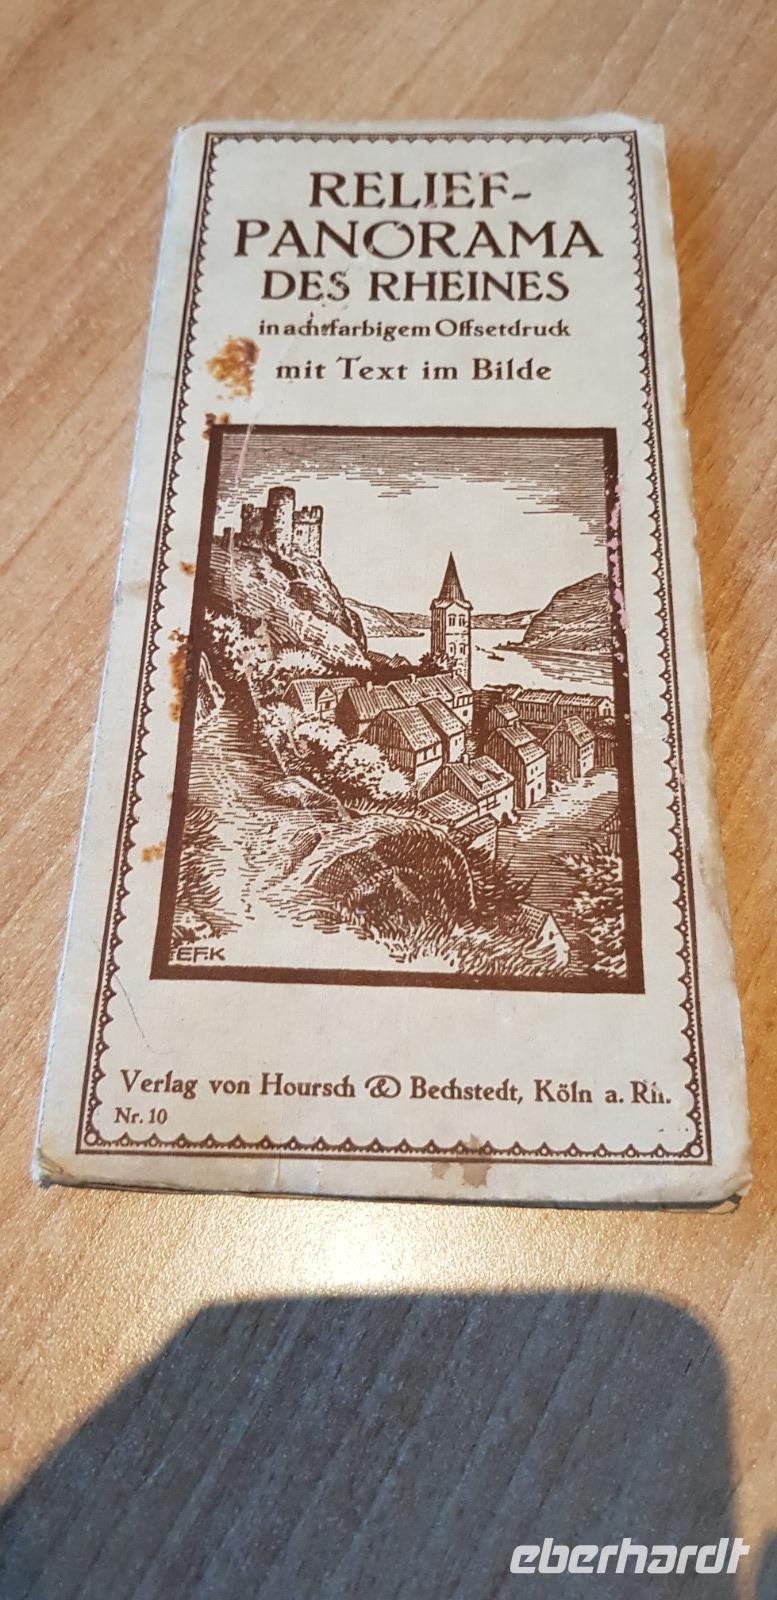 RELIEF-
PANORAMA
DES RHEINES
in achtfarbigem Offsetdruck
mit Text im Bilde
EFK
Verlag von Hoursch & Bechstedt, Köln a. Rh.
Nr. 10
eberhardt